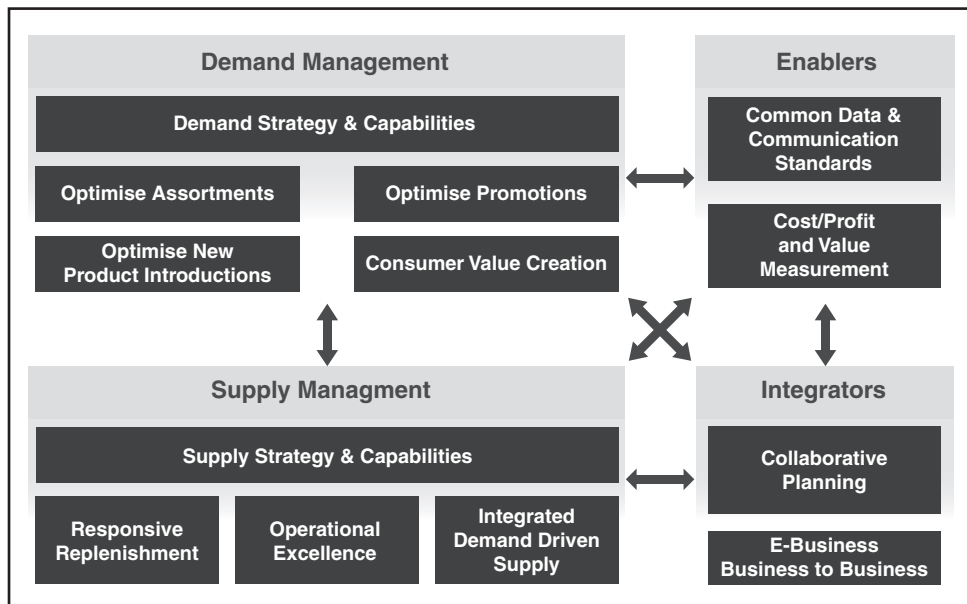 Demand Management
Demand Strategy & Capabilities
Optimise Assortments
Optimise Promotions
Optimise New
Product Introductions
Consumer Value Creation
Enablers
Common Data &
Communication
Standards
Cost/Profit
and Value
Measurement
Supply Managment
Supply Strategy & Capabilities
Responsive
Replenishment
Operational
Excellence
Integrated
Demand Driven
Supply
Integrators
Collaborative
Planning
E-Business
Business to Business